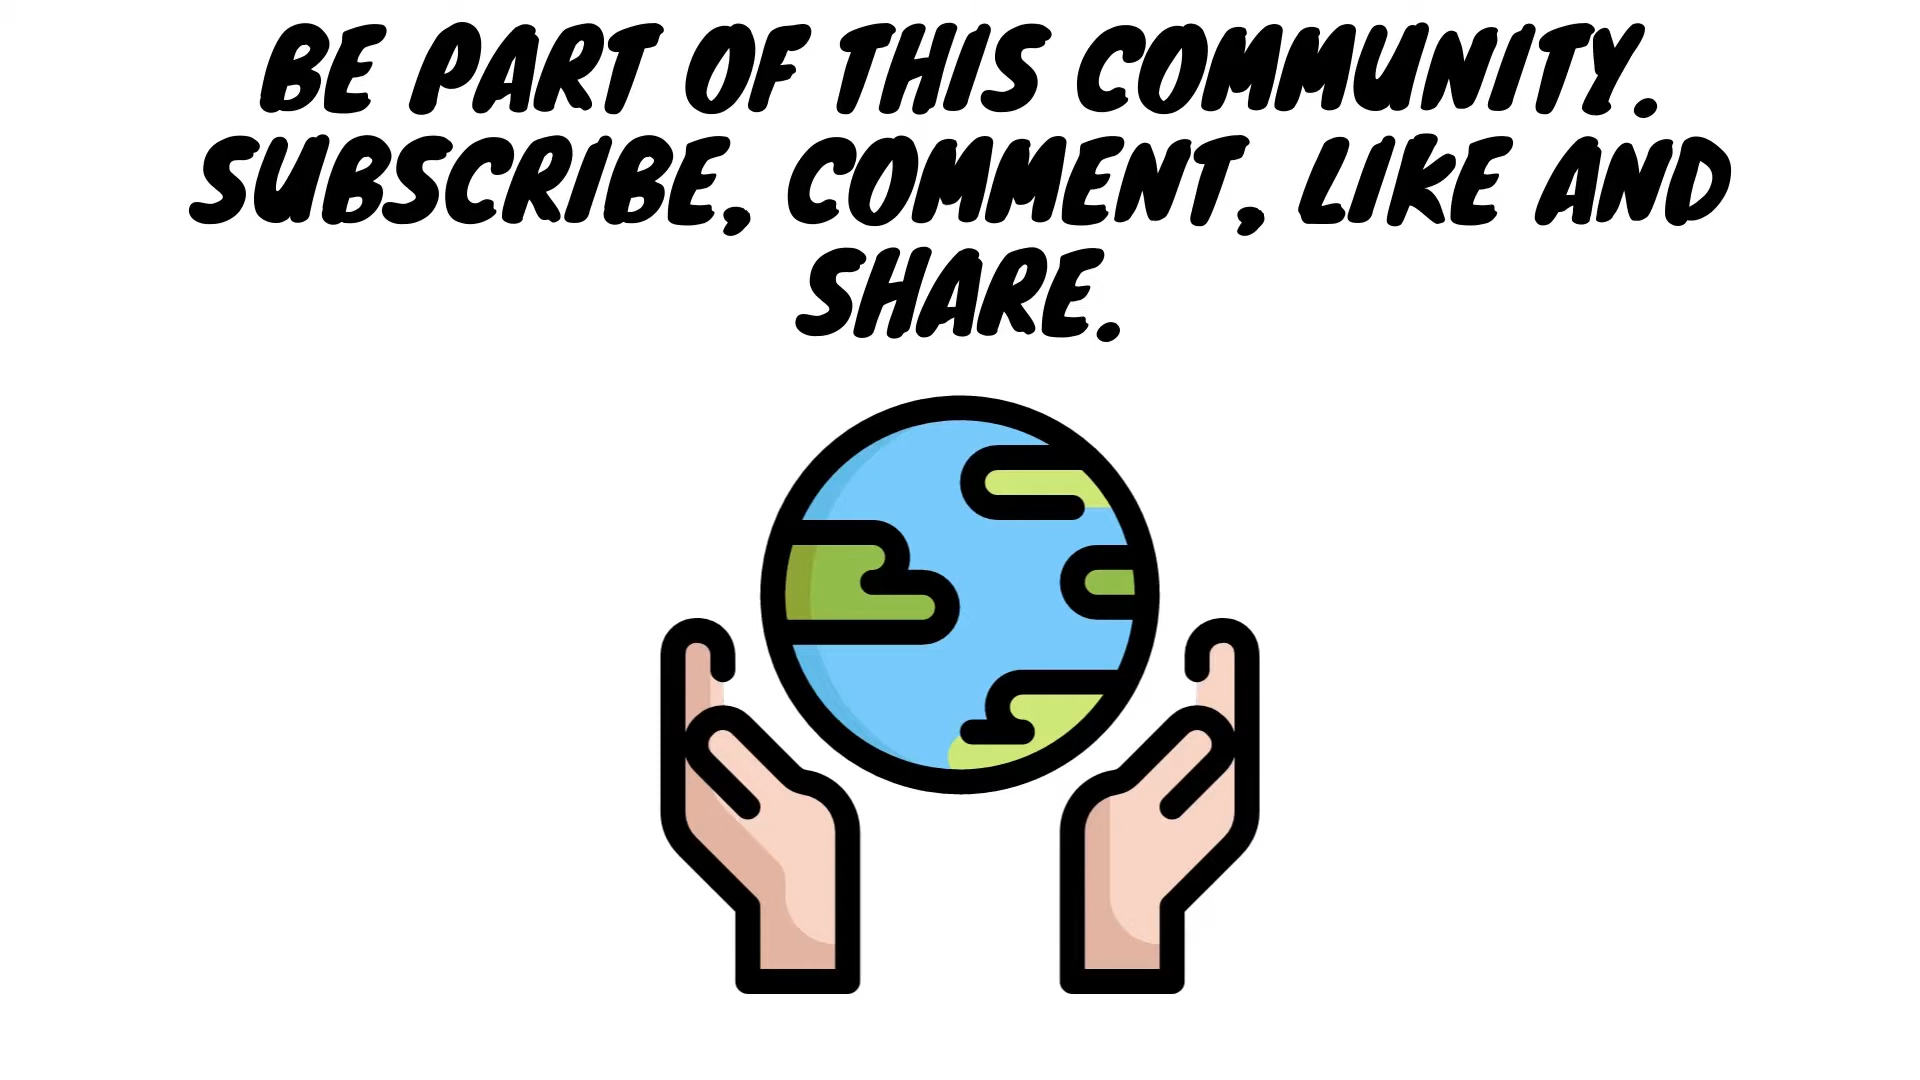 BE PART OF THIS COMMUNITY.
SUBSCRIBE, COMMENT, LIKE AND
SHARE.